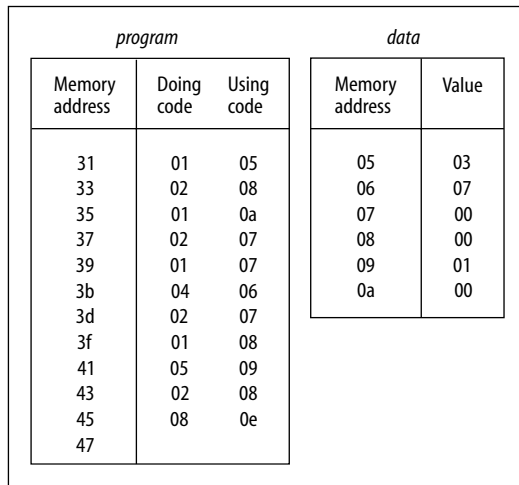 program
Memory address Doing code Using code
31 01 05
33 02 08
35 01 0a
37 02 07
39 01 07
3b 04 06
3d 02 07
3f 01 08
41 05 09
43 02 08
45 08 0e
47
data
Memory address Value
05 03
06 07
07 00
08 00
09 01
0a 00